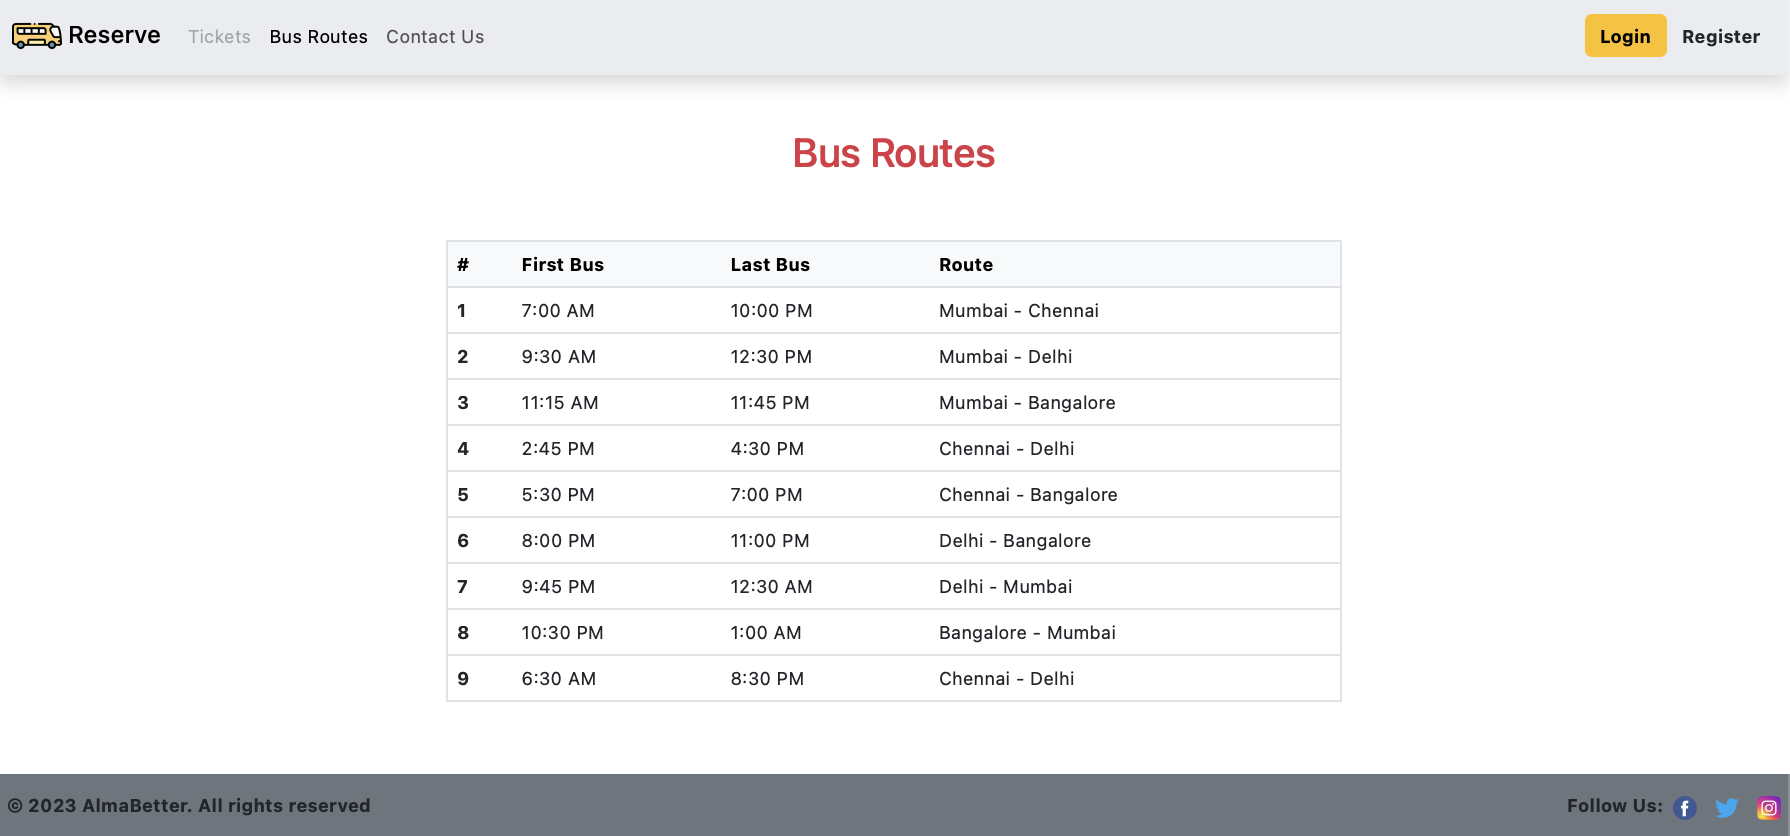 Reserve Tickets Bus Routes Contact Us Login Register
Bus Routes
# First Bus Last Bus Route
1 7:00 AM 10:00 PM Mumbai - Chennai
2 9:30 AM 12:30 PM Mumbai - Delhi
3 11:15 AM 11:45 PM Mumbai - Bangalore
4 2:45 PM 4:30 PM Chennai - Delhi
5 5:30 PM 7:00 PM Chennai - Bangalore
6 8:00 PM 11:00 PM Delhi - Bangalore
7 9:45 PM 12:30 AM Delhi - Mumbai
8 10:30 PM 1:00 AM Bangalore - Mumbai
9 6:30 AM 8:30 PM Chennai - Delhi
© 2023 AlmaBetter. All rights reserved Follow Us: